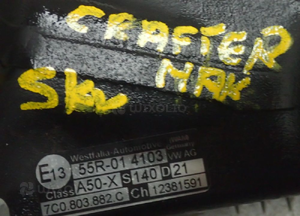 CRAFTER
SKW MAK
Westfalia-Automotive
E13 55R-01 4103 VW AG
Class A50-X S140 D21
7C0.803.882 C Ch 12381591